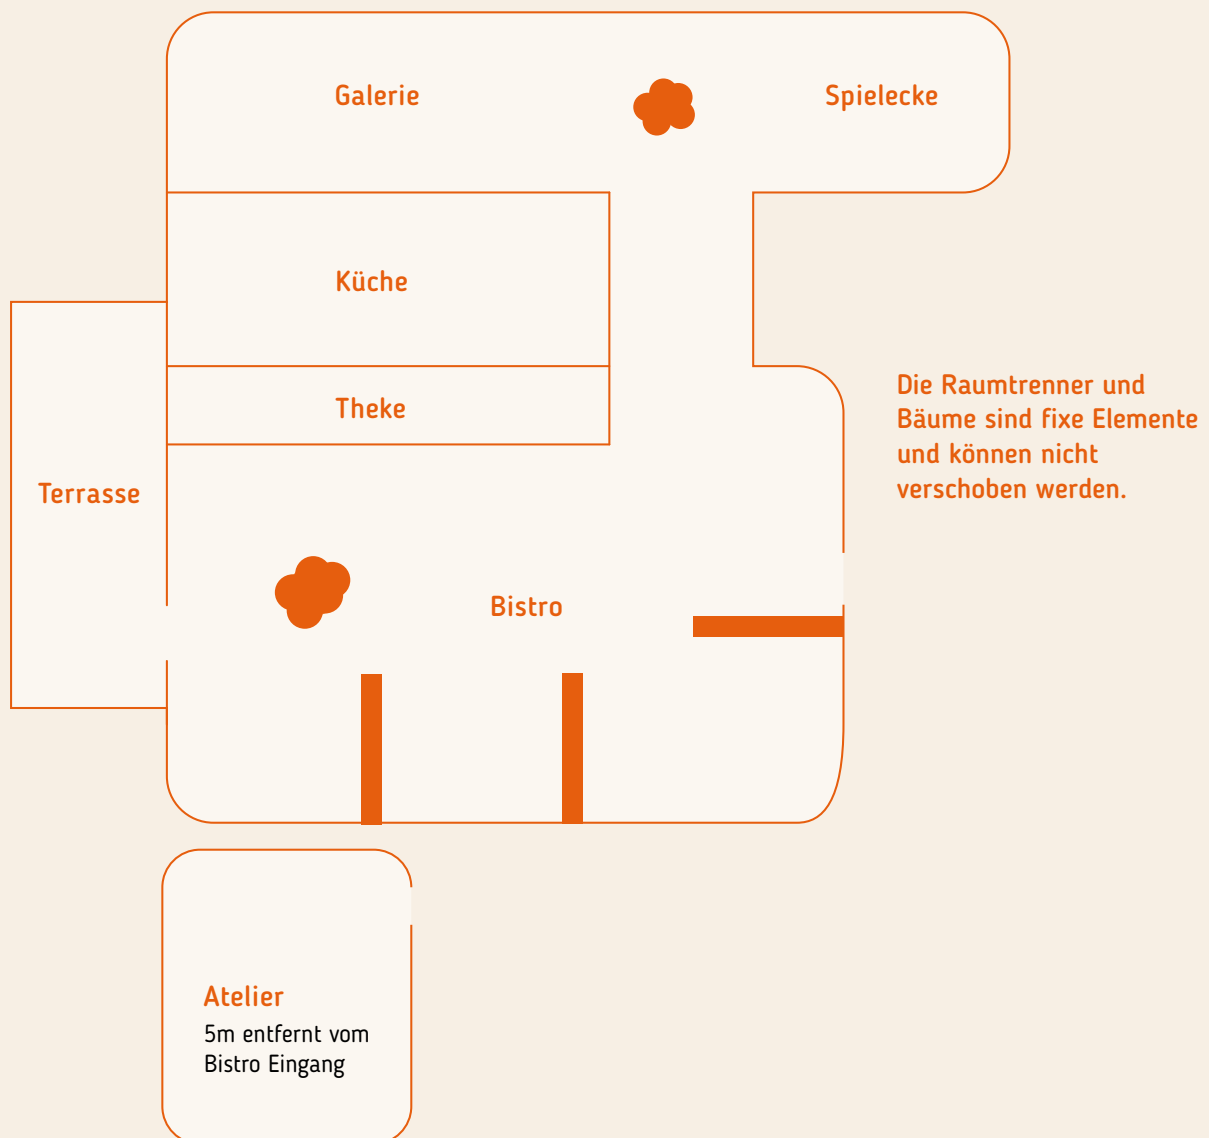 Galerie
Spielecke
Küche
Theke
Terrasse
Die Raumtrenner und
Bäume sind fixe Elemente
und können nicht
verschoben werden.
Bistro
Atelier
5m entfernt vom
Bistro Eingang